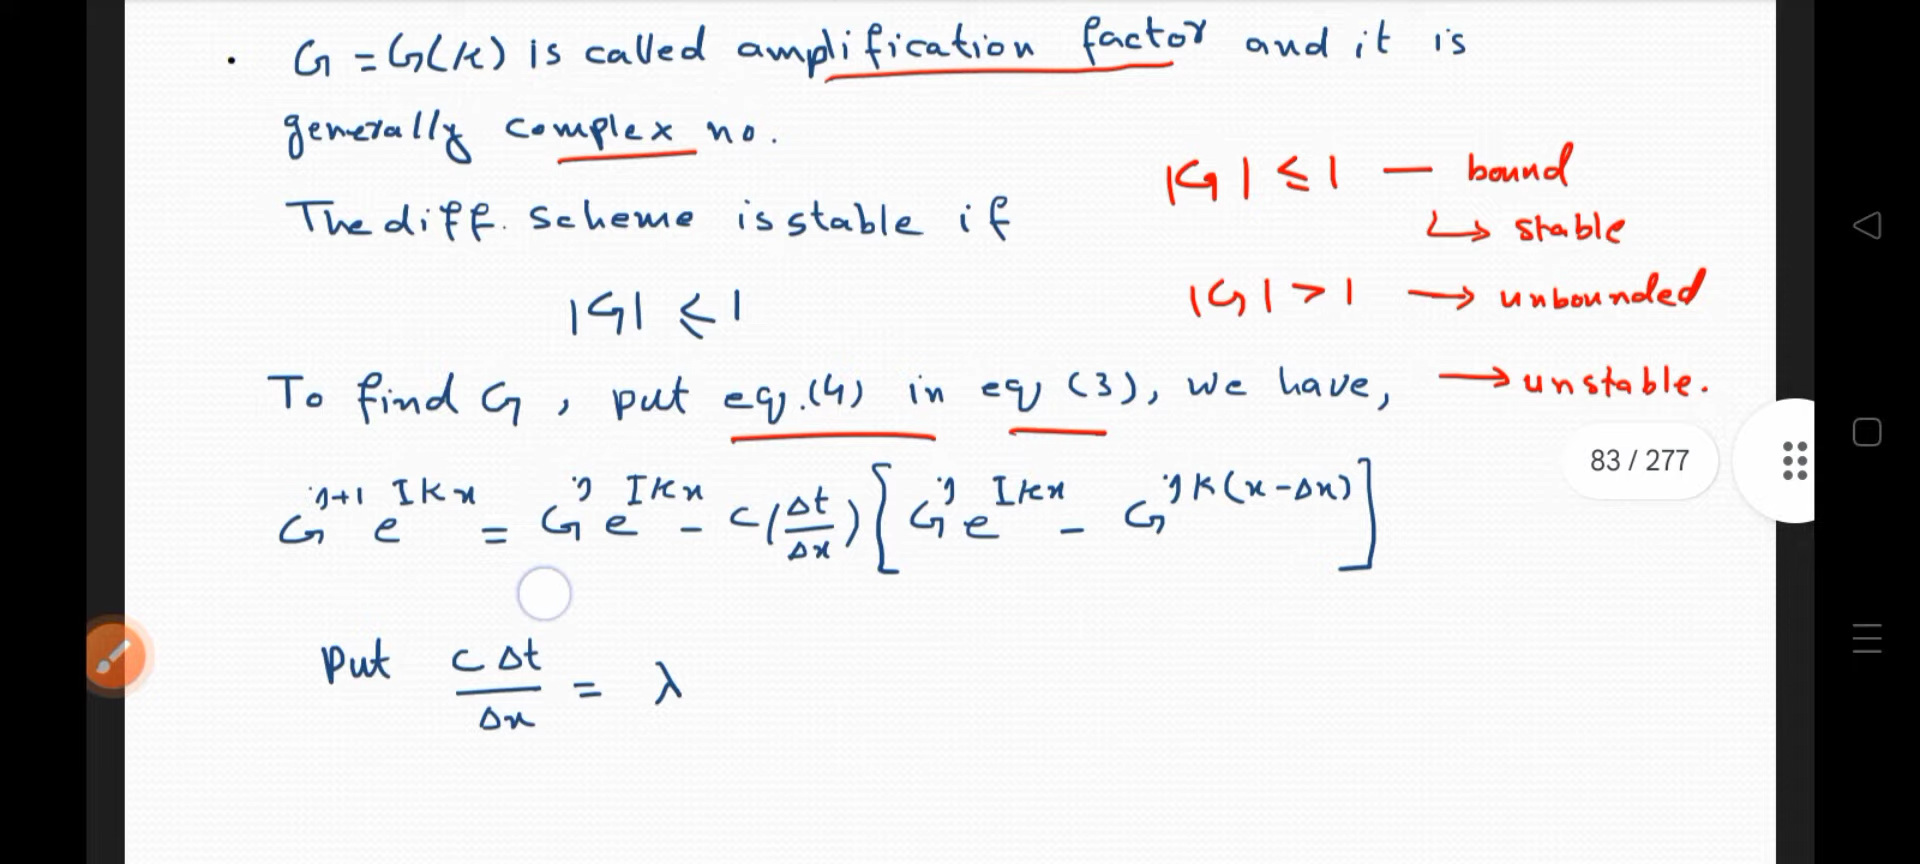 . G = G(k) is called amplification factor and it is
generally complex no.
|G| ≤ 1 — bound
↳ stable
The diff. scheme is stable if
|G| > 1 → unbounded
|G| ≤ 1
To find G, put eq.(4) in eq (3), we have, → unstable.
83 / 277
G^{j+1} e^{Ikx} = G^j e^{Ikx} - c(Δt/Δx)[G^j e^{Ikx} - G^{jk(x-Δx)}]
put cΔt/Δx = λ